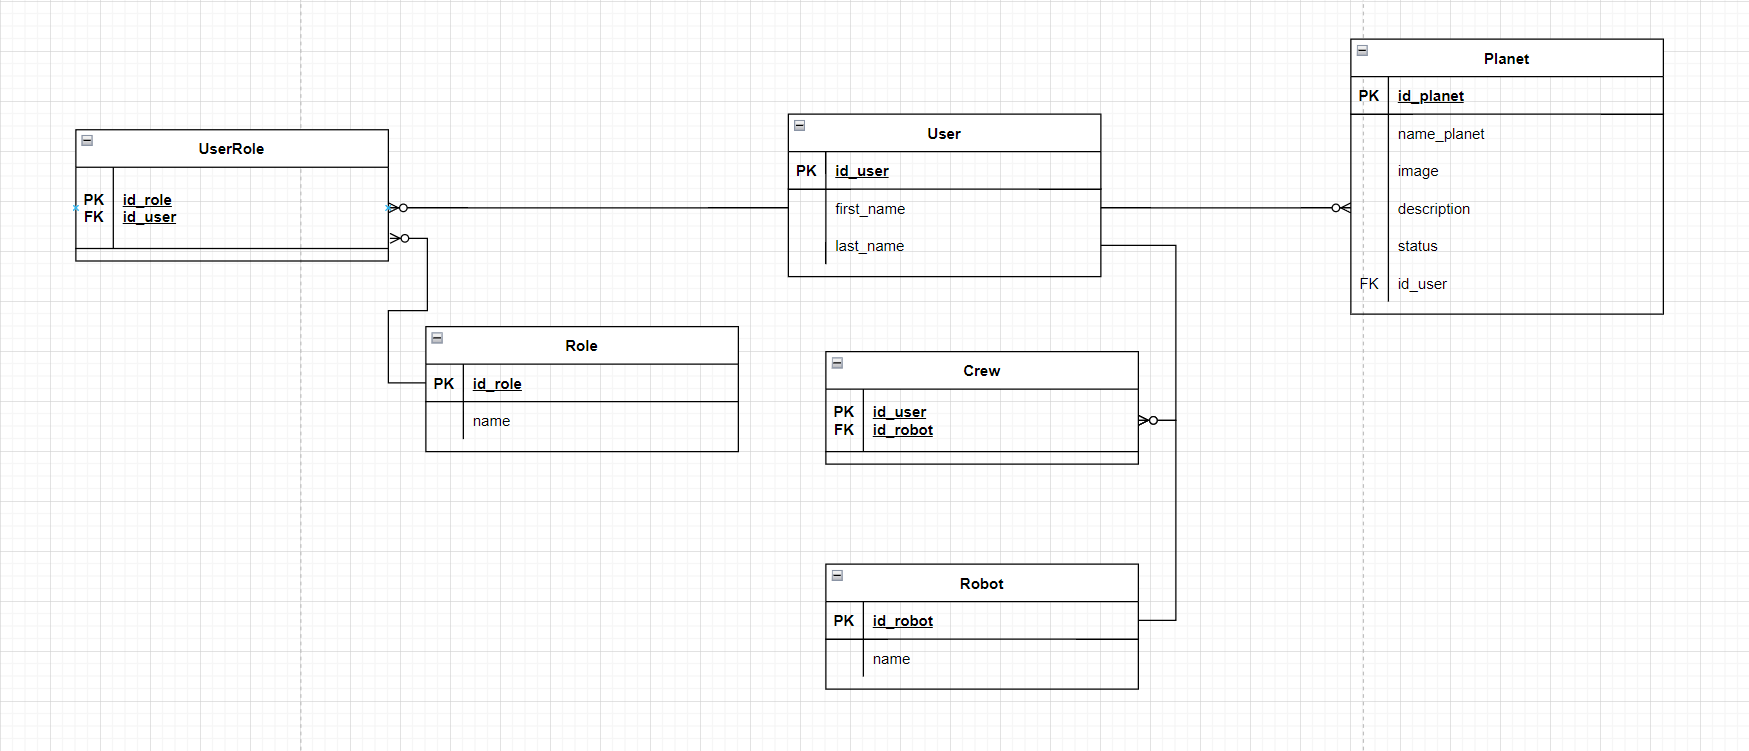 UserRole
PK id_role
FK id_user
User
PK id_user
first_name
last_name
Planet
PK id_planet
name_planet
image
description
status
FK id_user
Role
PK id_role
name
Crew
PK id_user
FK id_robot
Robot
PK id_robot
name